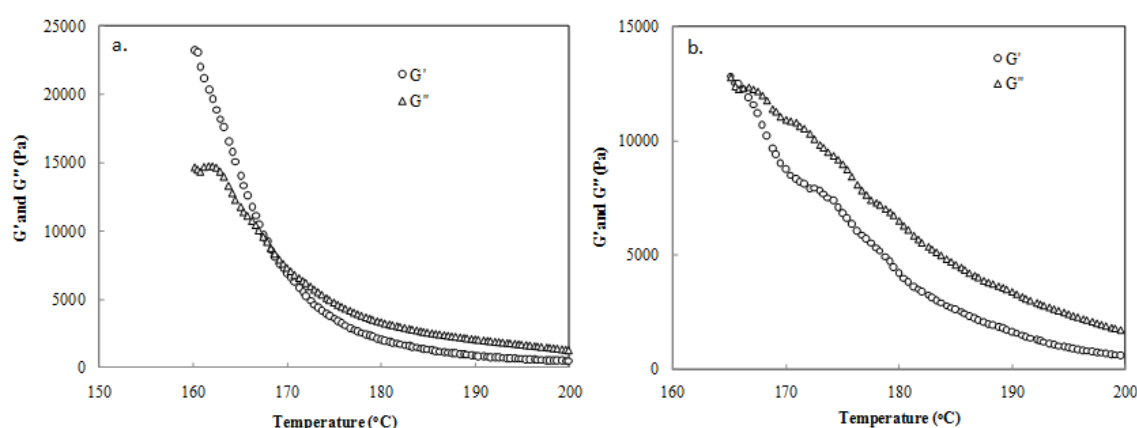 a.
G'
G"
25000
20000
15000
10000
5000
0
150 160 170 180 190 200
G' and G" (Pa)
Temperature (°C)
b.
G'
G"
15000
10000
5000
0
160 170 180 190 200
G' and G" (Pa)
Temperature (°C)